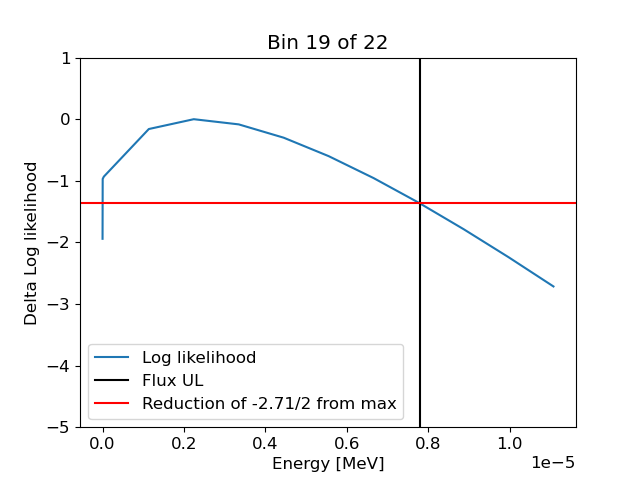 Bin 19 of 22
Delta Log likelihood
1
0
−1
−2
−3
−4
−5
Log likelihood
Flux UL
Reduction of -2.71/2 from max
0.0 0.2 0.4 0.6 0.8 1.0
1e−5
Energy [MeV]